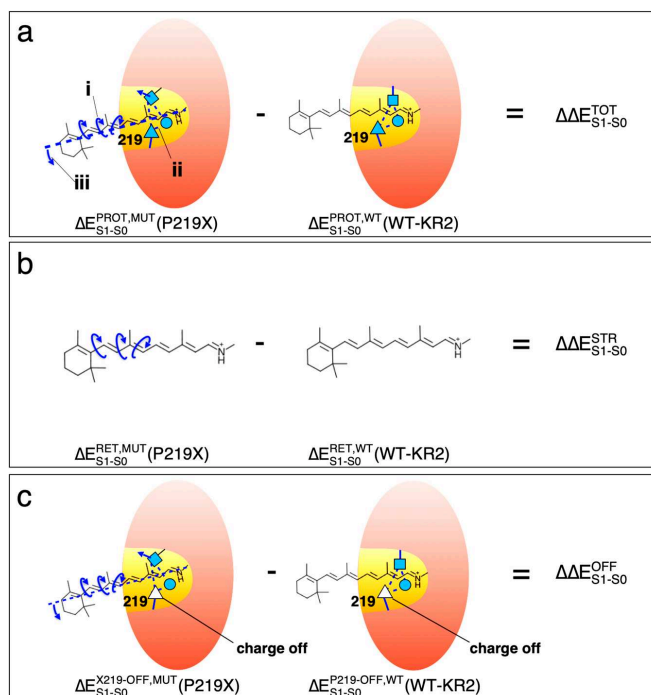 a
i
ii
iii
219
219
N
H
+
N
H
+
-
=
ΔΔE^TOT_S1-S0
ΔE^PROT,MUT_S1-S0(P219X)
ΔE^PROT,WT_S1-S0(WT-KR2)
b
N
H
+
N
H
+
-
=
ΔΔE^STR_S1-S0
ΔE^RET,MUT_S1-S0(P219X)
ΔE^RET,WT_S1-S0(WT-KR2)
c
219
219
N
H
+
N
H
+
-
=
ΔΔE^OFF_S1-S0
charge off
charge off
ΔE^X219-OFF,MUT_S1-S0(P219X)
ΔE^P219-OFF,WT_S1-S0(WT-KR2)